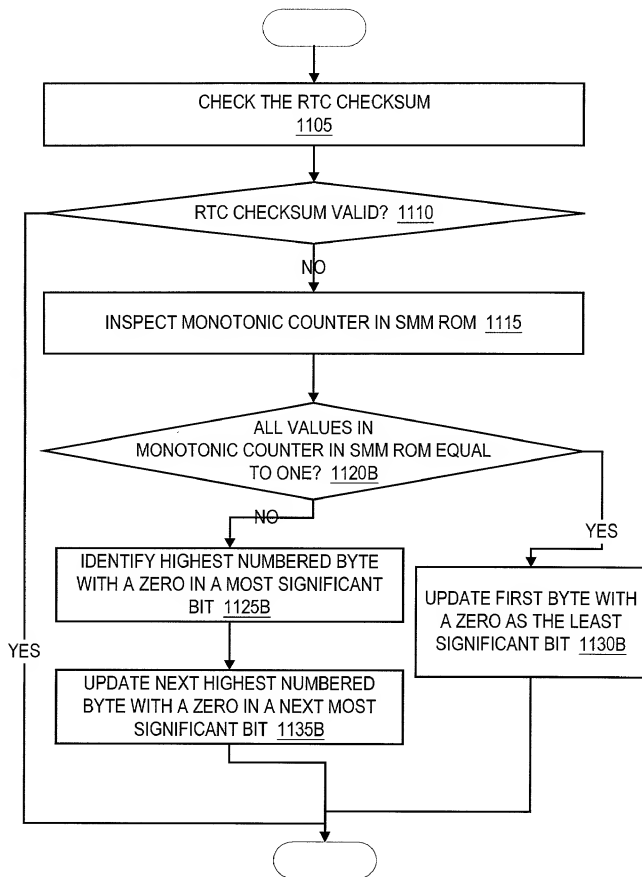 CHECK THE RTC CHECKSUM
1105
RTC CHECKSUM VALID? 1110
NO
INSPECT MONOTONIC COUNTER IN SMM ROM 1115
ALL VALUES IN
MONOTONIC COUNTER IN SMM ROM EQUAL
TO ONE? 1120B
NO
YES
IDENTIFY HIGHEST NUMBERED BYTE
WITH A ZERO IN A MOST SIGNIFICANT
BIT 1125B
UPDATE FIRST BYTE WITH
A ZERO AS THE LEAST
SIGNIFICANT BIT 1130B
YES
UPDATE NEXT HIGHEST NUMBERED
BYTE WITH A ZERO IN A NEXT MOST
SIGNIFICANT BIT 1135B